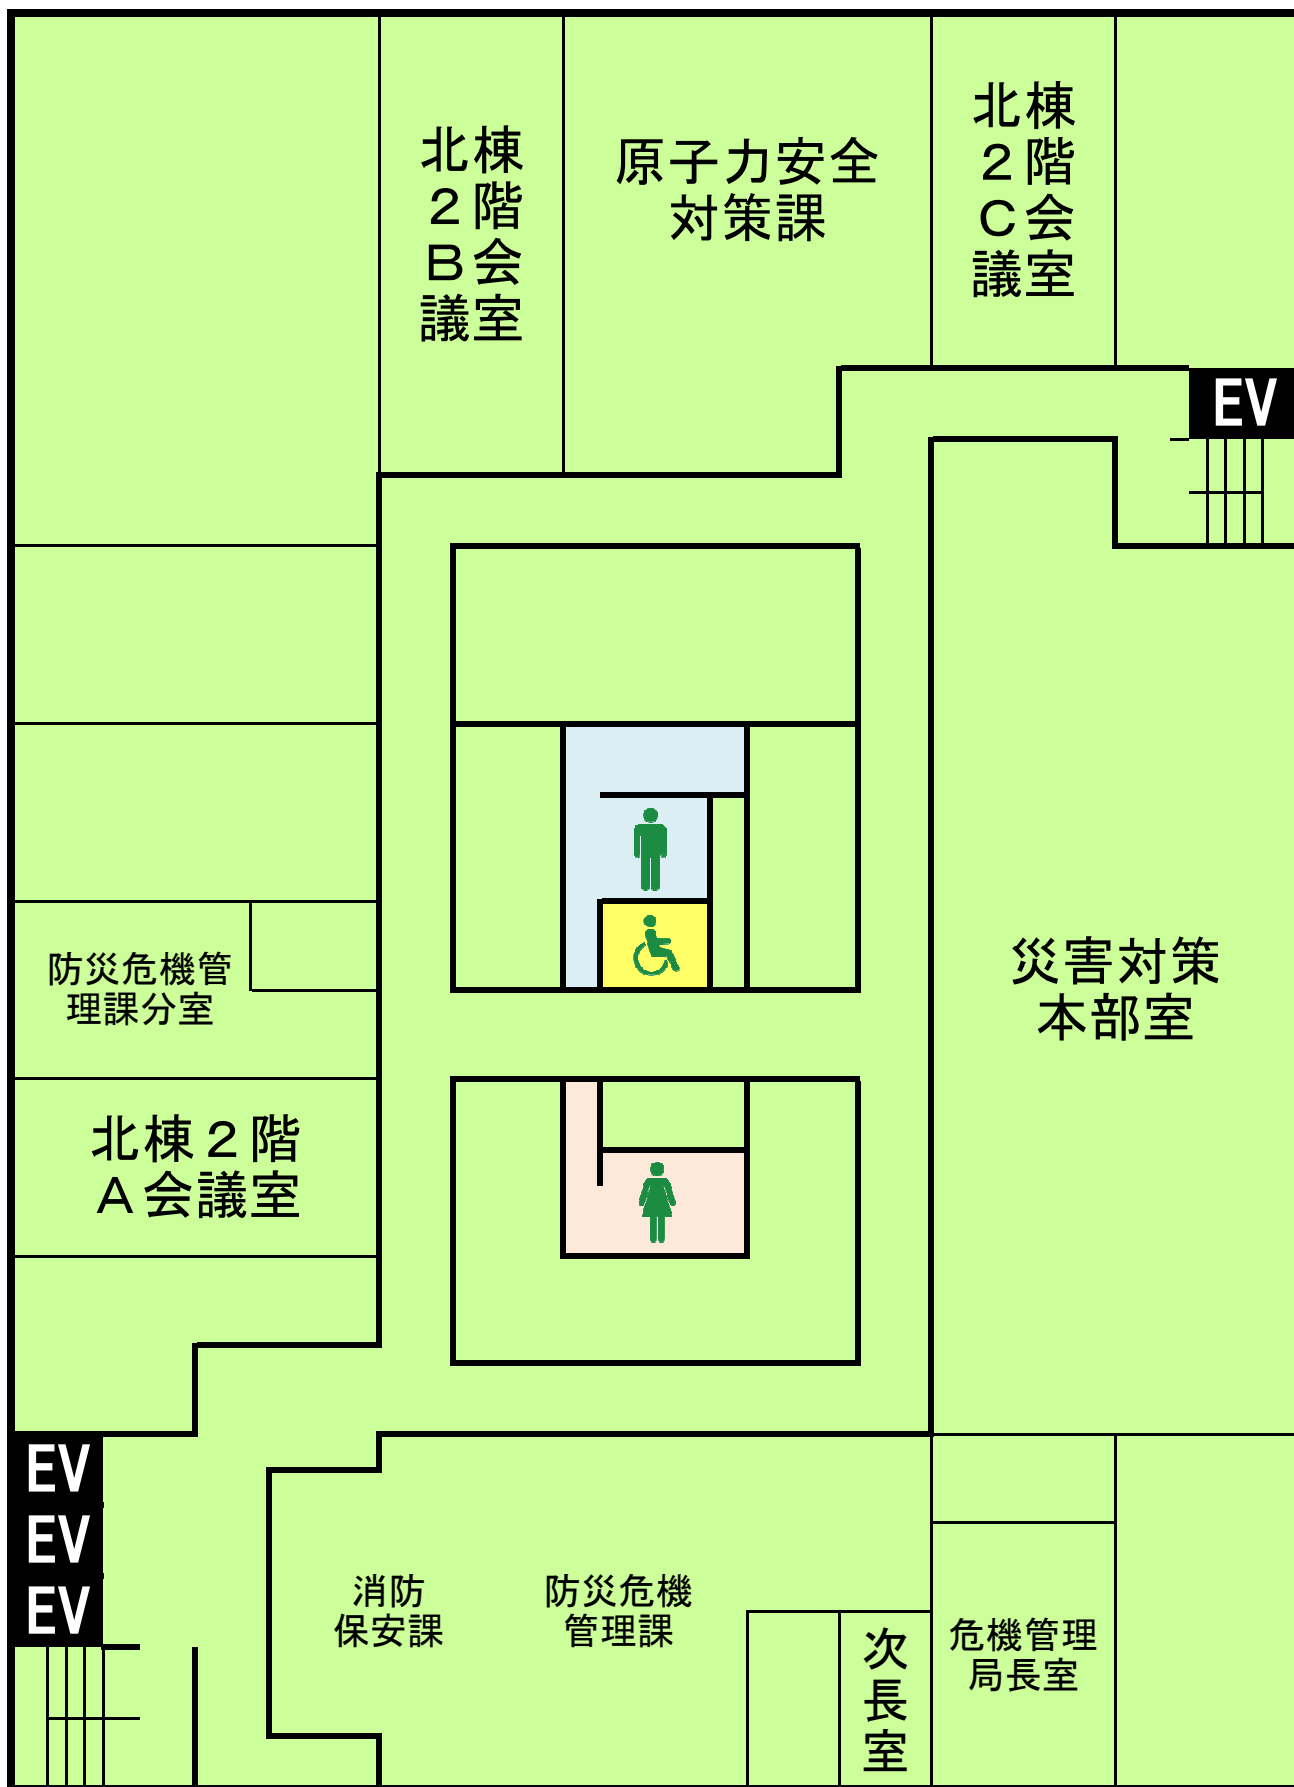 北棟
２階
Ｂ会
議室
原子力安全
対策課
北棟
２階
Ｃ会
議室
EV
防災危機管
理課分室
災害対策
本部室
北棟２階
Ａ会議室
EV
EV
EV
消防
保安課
防災危機
管理課
次
長
室
危機管理
局長室